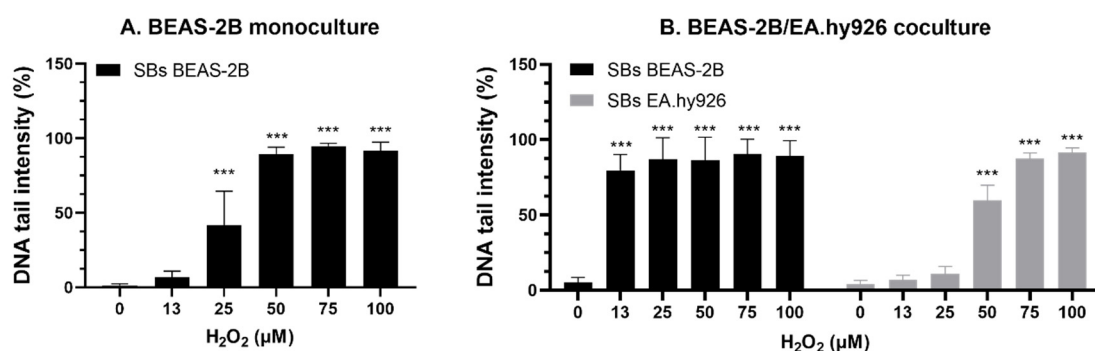 A. BEAS-2B monoculture
DNA tail intensity (%)
150
100
50
0
SBs BEAS-2B
***
***
***
***
0 13 25 50 75 100
H₂O₂ (µM)
B. BEAS-2B/EA.hy926 coculture
DNA tail intensity (%)
150
100
50
0
SBs BEAS-2B
SBs EA.hy926
*** *** *** *** *** *** *** ***
0 13 25 50 75 100 0 13 25 50 75 100
H₂O₂ (µM)